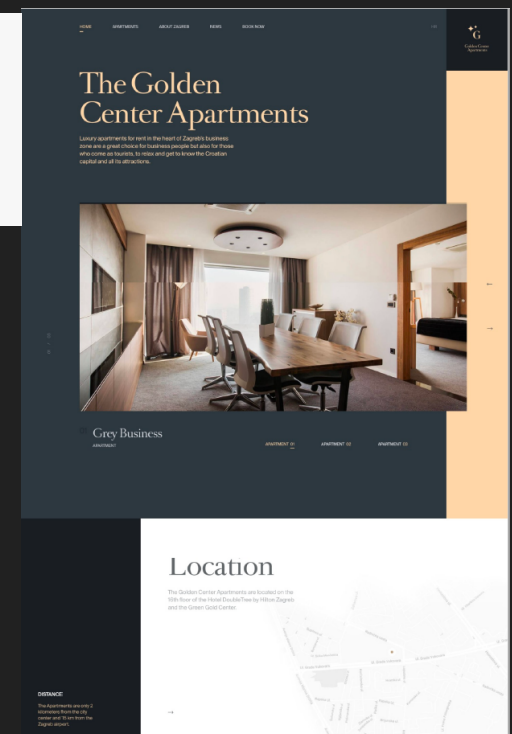 HOME APARTMENTS ABOUT ZAGREB NEWS BOOK NOW
G
Golden Center
Apartments
The Golden
Center Apartments
Luxury apartments for rent in the heart of Zagreb's business
zone are a great choice for business people but also for those
who come as tourists, to relax and get to know the Croatian
capital and all its attractions.
Grey Business
APARTMENT
APARTMENT 01 APARTMENT 02 APARTMENT 03
Location
The Golden Center Apartments are located on the
10th floor of the Hotel DoubleTree by Hilton Zagreb
and the Green Gold Center.
DISTANCE:
The Apartments are only 2
kilometers from the city
center and 15 km from the
Zagreb airport.